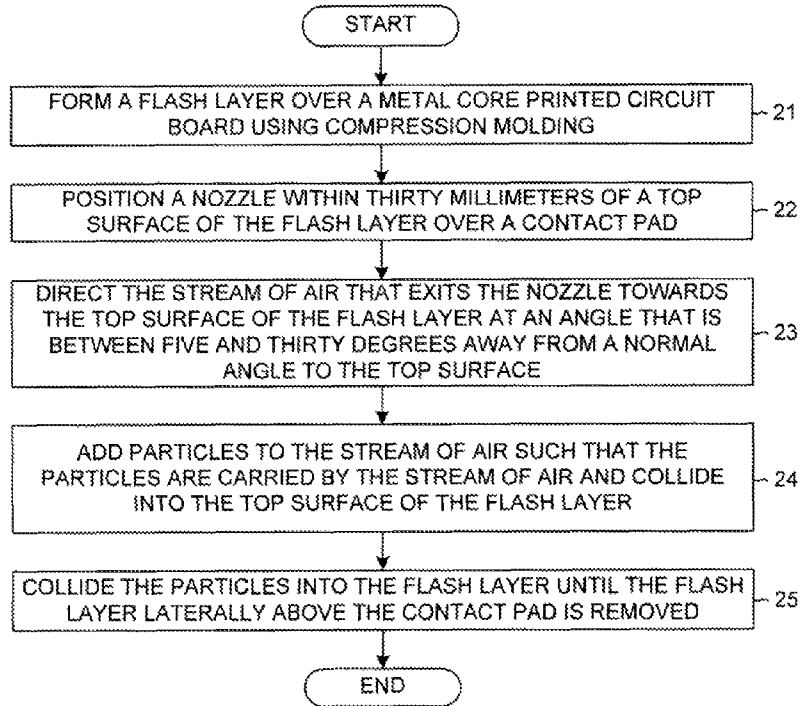 START
FORM A FLASH LAYER OVER A METAL CORE PRINTED CIRCUIT
BOARD USING COMPRESSION MOLDING
21
POSITION A NOZZLE WITHIN THIRTY MILLIMETERS OF A TOP
SURFACE OF THE FLASH LAYER OVER A CONTACT PAD
22
DIRECT THE STREAM OF AIR THAT EXITS THE NOZZLE TOWARDS
THE TOP SURFACE OF THE FLASH LAYER AT AN ANGLE THAT IS
BETWEEN FIVE AND THIRTY DEGREES AWAY FROM A NORMAL
ANGLE TO THE TOP SURFACE
23
ADD PARTICLES TO THE STREAM OF AIR SUCH THAT THE
PARTICLES ARE CARRIED BY THE STREAM OF AIR AND COLLIDE
INTO THE TOP SURFACE OF THE FLASH LAYER
24
COLLIDE THE PARTICLES INTO THE FLASH LAYER UNTIL THE FLASH
LAYER LATERALLY ABOVE THE CONTACT PAD IS REMOVED
25
END